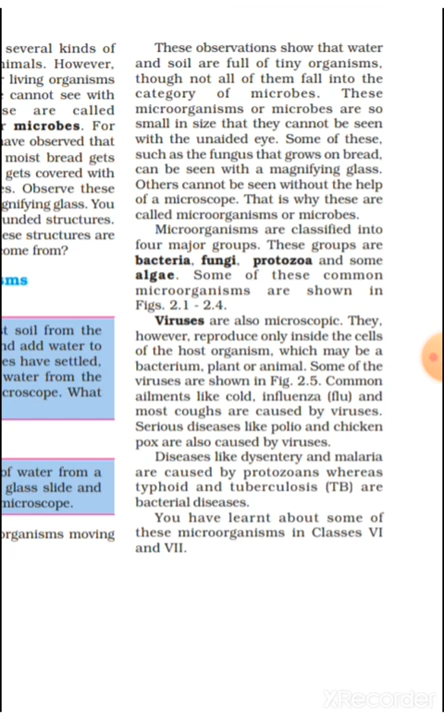 several kinds of
However,
living organisms
cannot see with
are called
microbes. For
observed that
moist bread gets
gets covered with
Observe these
glass. You
structures.
structures are
from?
soil from the
add water to
have settled,
water from the
What
of water from a
glass slide and
microscope.
moving
These observations show that water
and soil are full of tiny organisms,
though not all of them fall into the
category of microbes. These
microorganisms or microbes are so
small in size that they cannot be seen
with the unaided eye. Some of these,
such as the fungus that grows on bread,
can be seen with a magnifying glass.
Others cannot be seen without the help
of a microscope. That is why these are
called microorganisms or microbes.
Microorganisms are classified into
four major groups. These groups are
bacteria, fungi, protozoa and some
algae. Some of these common
microorganisms are shown in
Figs. 2.1 - 2.4.
Viruses are also microscopic. They,
however, reproduce only inside the cells
of the host organism, which may be a
bacterium, plant or animal. Some of the
viruses are shown in Fig. 2.5. Common
ailments like cold, influenza (flu) and
most coughs are caused by viruses.
Serious diseases like polio and chicken
pox are also caused by viruses.
Diseases like dysentery and malaria
are caused by protozoans whereas
typhoid and tuberculosis (TB) are
bacterial diseases.
You have learnt about some of
these microorganisms in Classes VI
and VII.
XRecorder